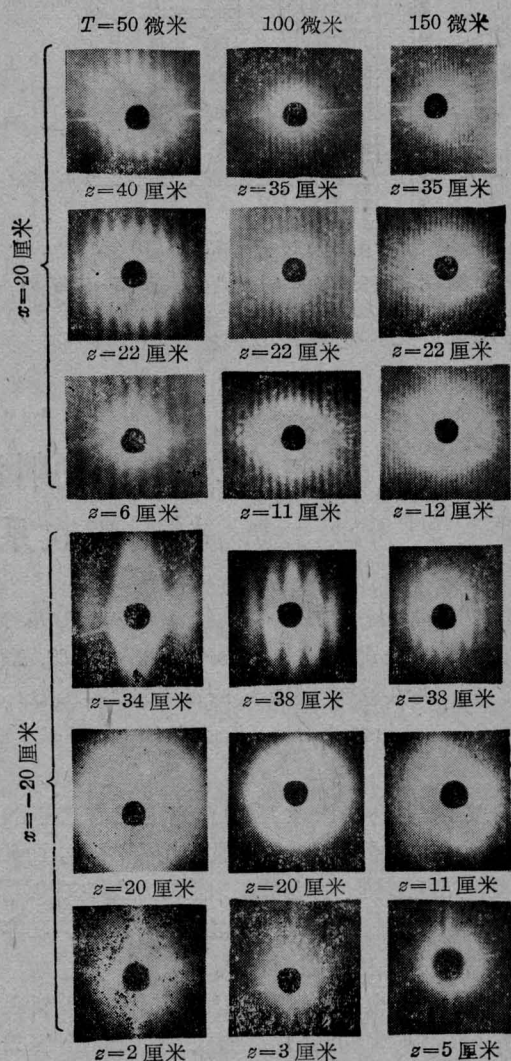 T=50 微米 100 微米 150 微米
z=40 厘米 z=35 厘米 z=35 厘米
x=20 厘米
z=22 厘米 z=22 厘米 z=22 厘米
z=6 厘米 z=11 厘米 z=12 厘米
z=34 厘米 z=38 厘米 z=38 厘米
x=-20 厘米
z=20 厘米 z=20 厘米 z=11 厘米
z=2 厘米 z=3 厘米 z=5 厘米